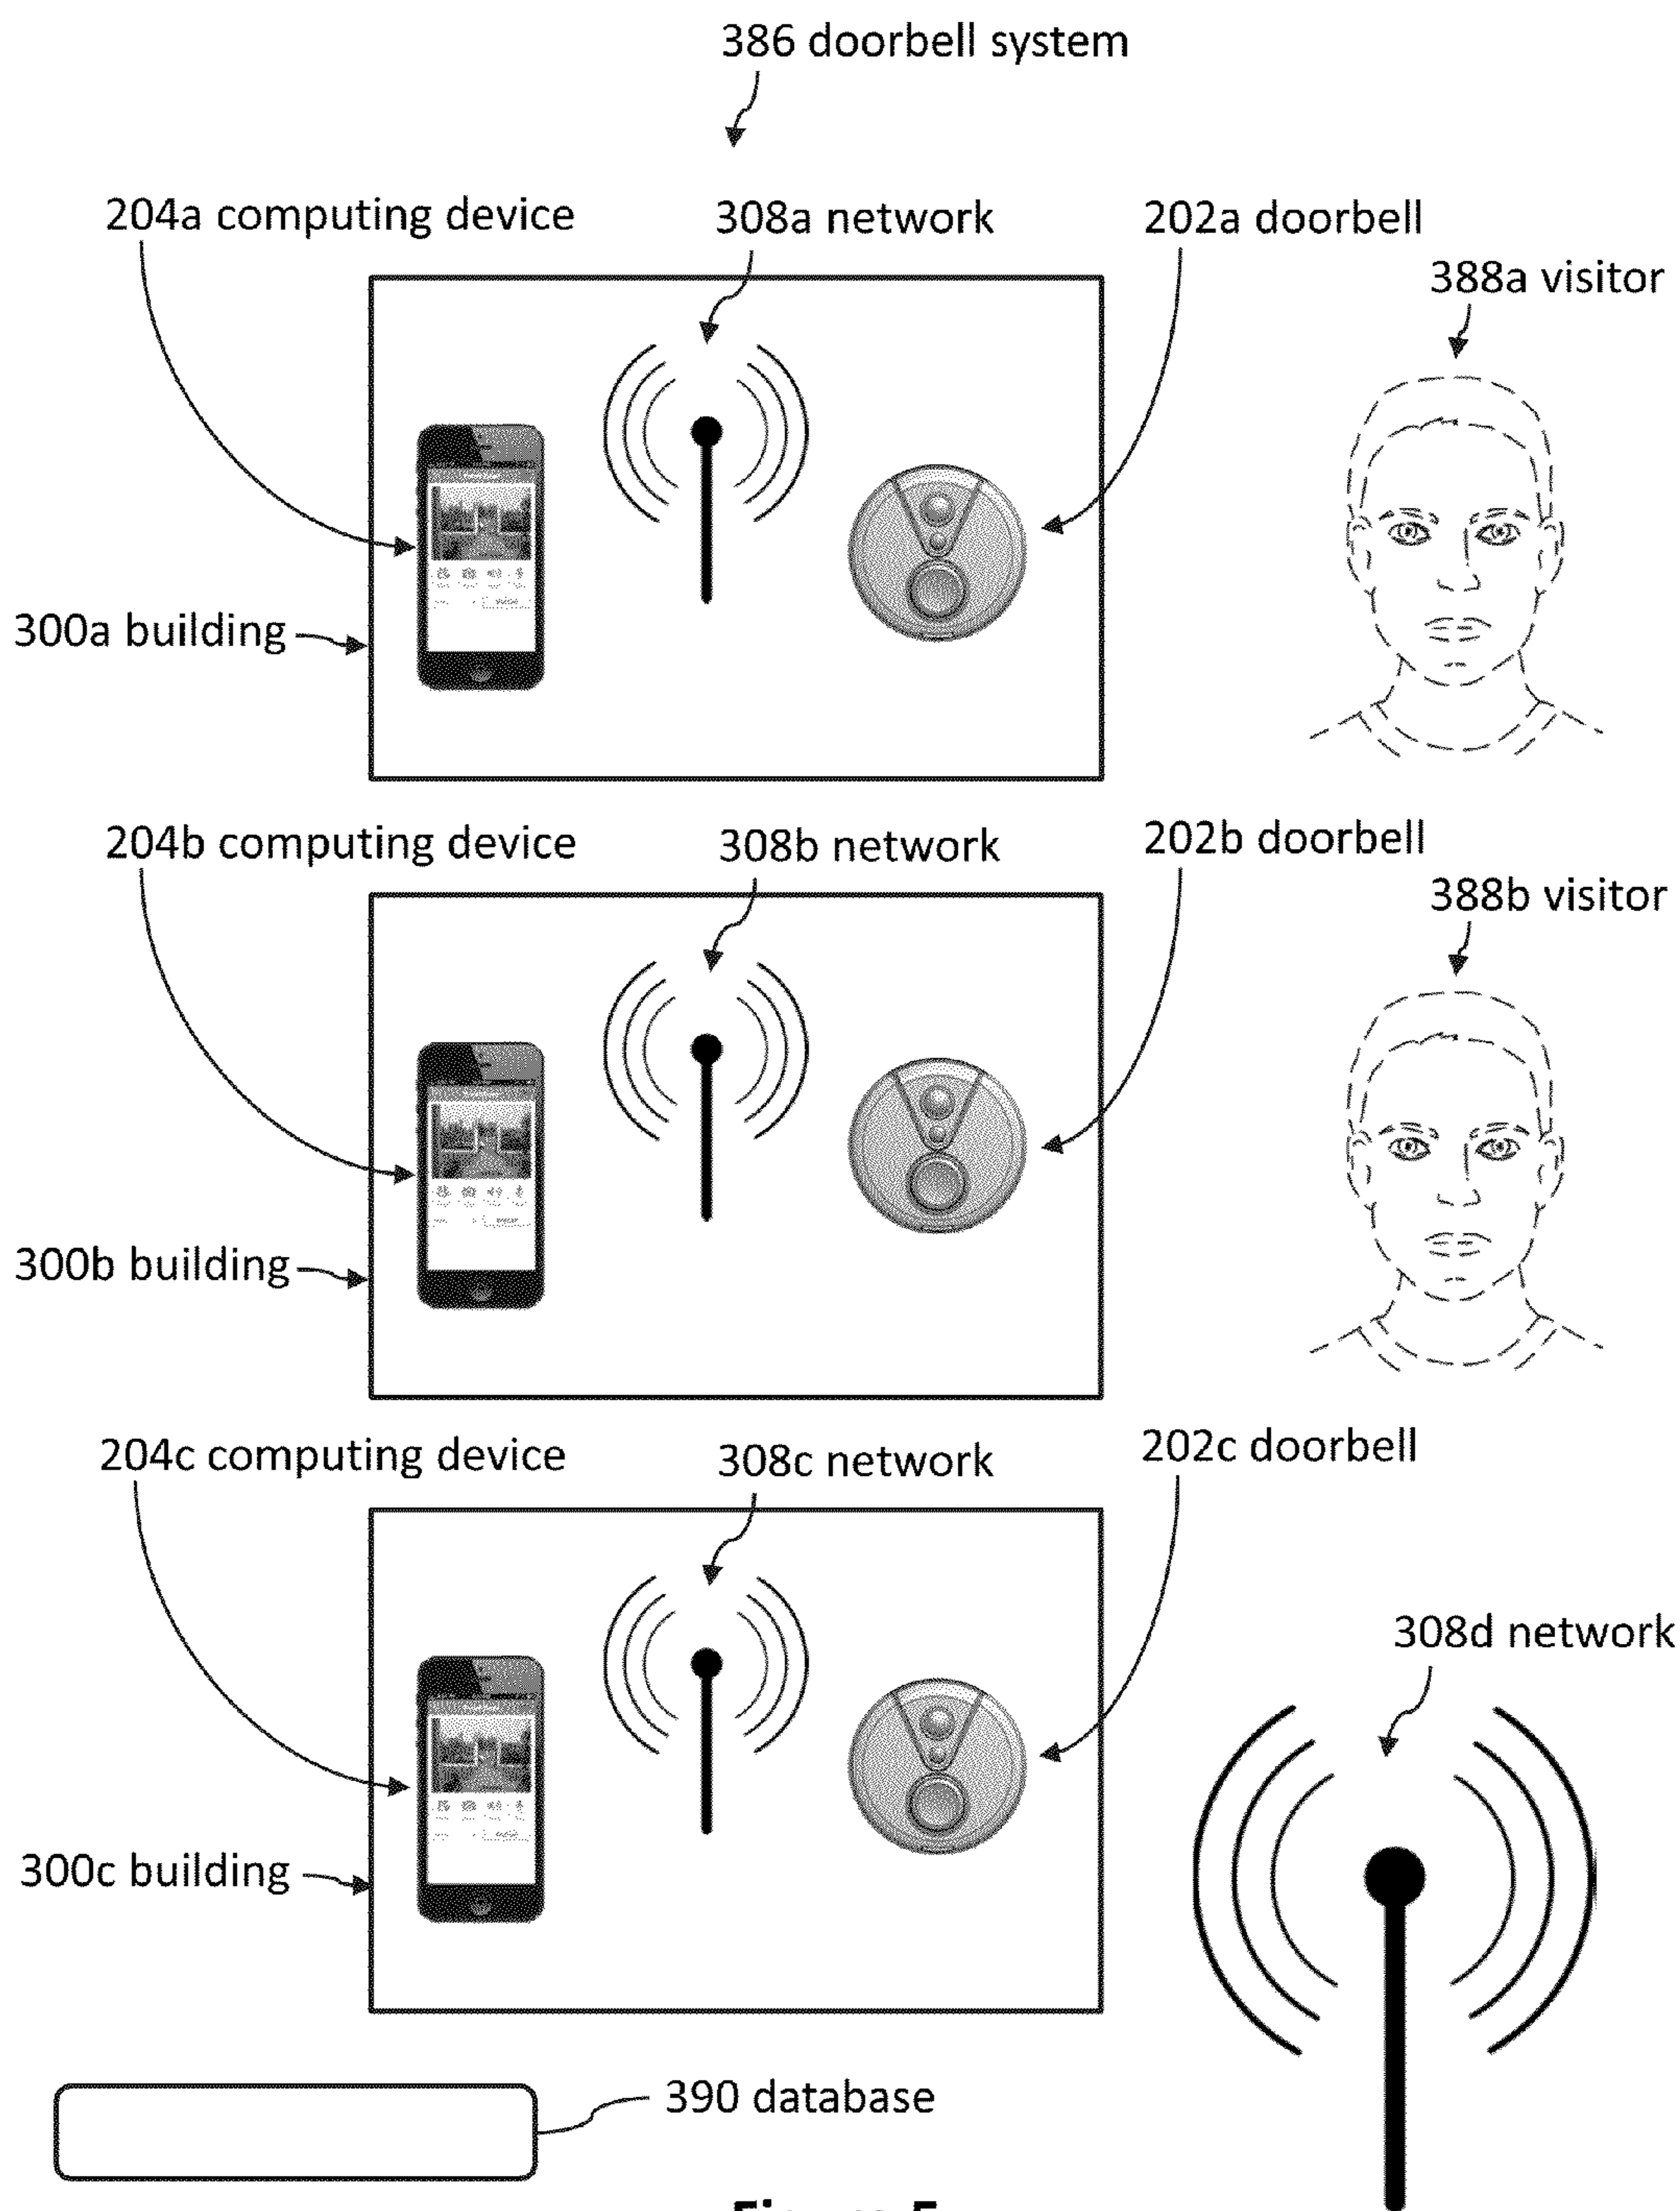 386 doorbell system
204a computing device
308a network
202a doorbell
388a visitor
300a building
204b computing device
308b network
202b doorbell
388b visitor
300b building
204c computing device
308c network
202c doorbell
308d network
300c building
390 database